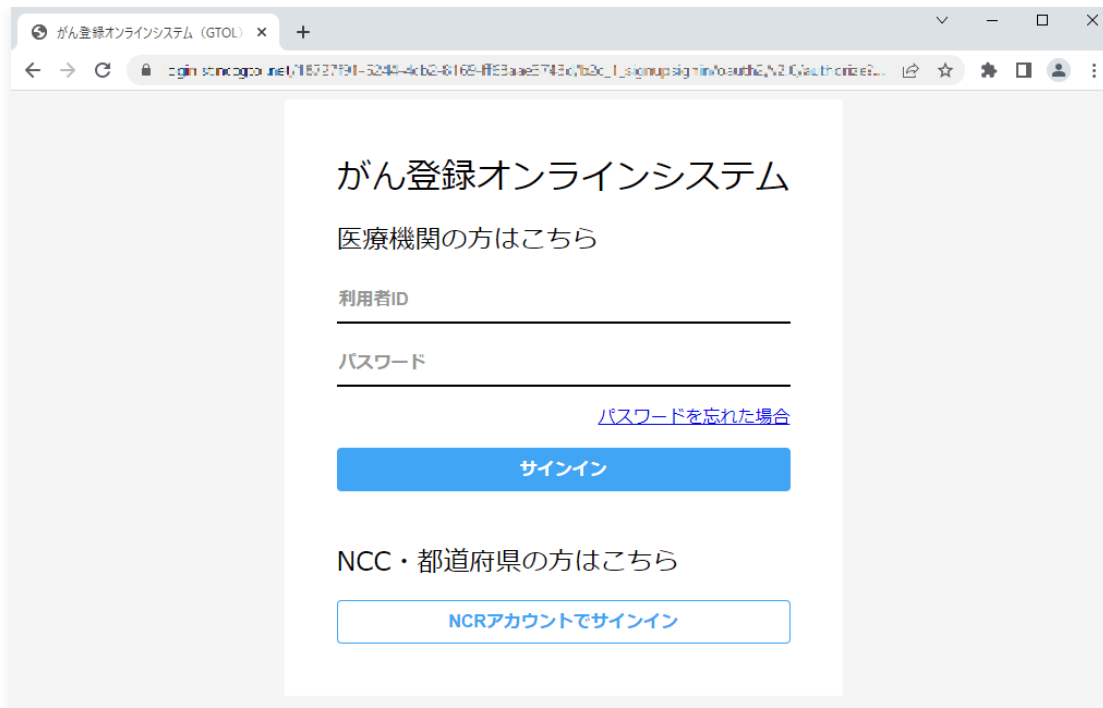 がん登録オンラインシステム（GTOL）
がん登録オンラインシステム
医療機関の方はこちら
利用者ID
パスワード
パスワードを忘れた場合
サインイン
NCC・都道府県の方はこちら
NCRアカウントでサインイン